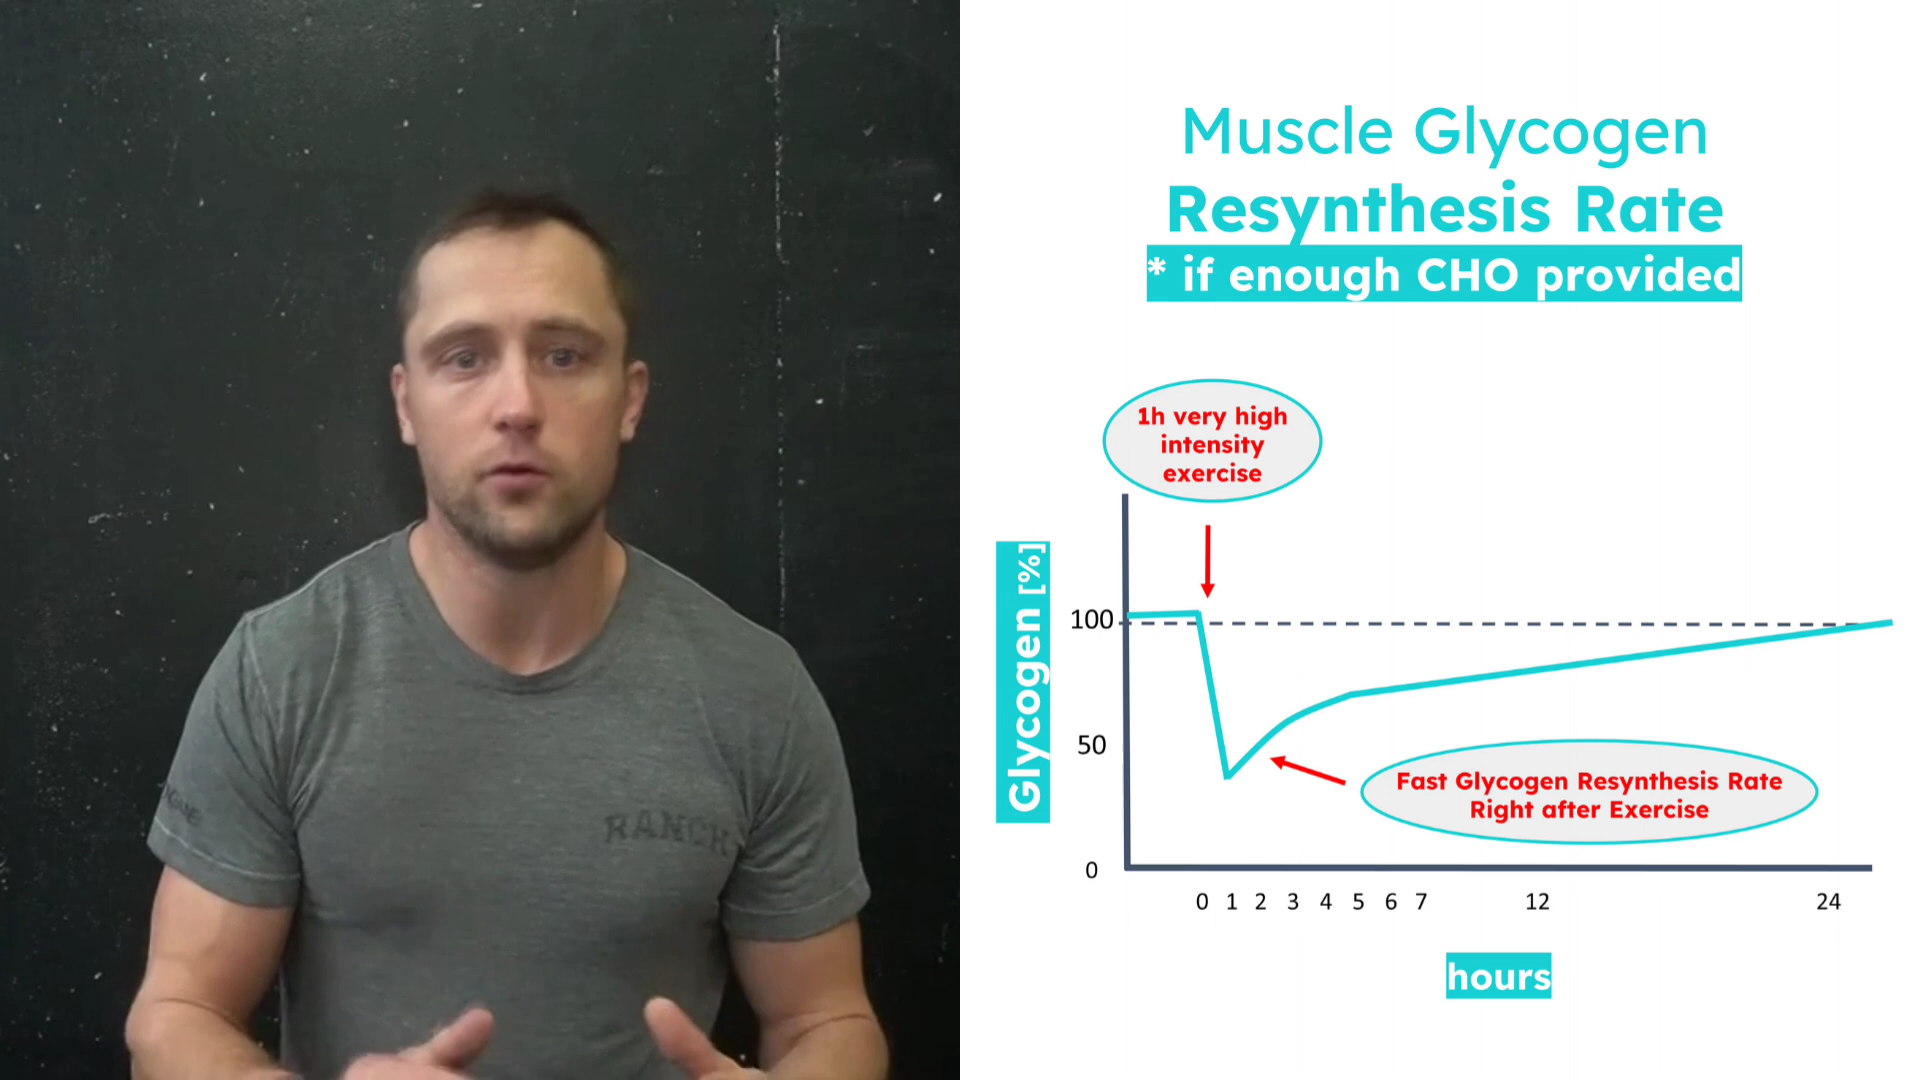 Muscle Glycogen
Resynthesis Rate
* if enough CHO provided
1h very high
intensity
exercise
Glycogen [%]
100
50
0
Fast Glycogen Resynthesis Rate
Right after Exercise
0 1 2 3 4 5 6 7 12 24
hours
RANCH